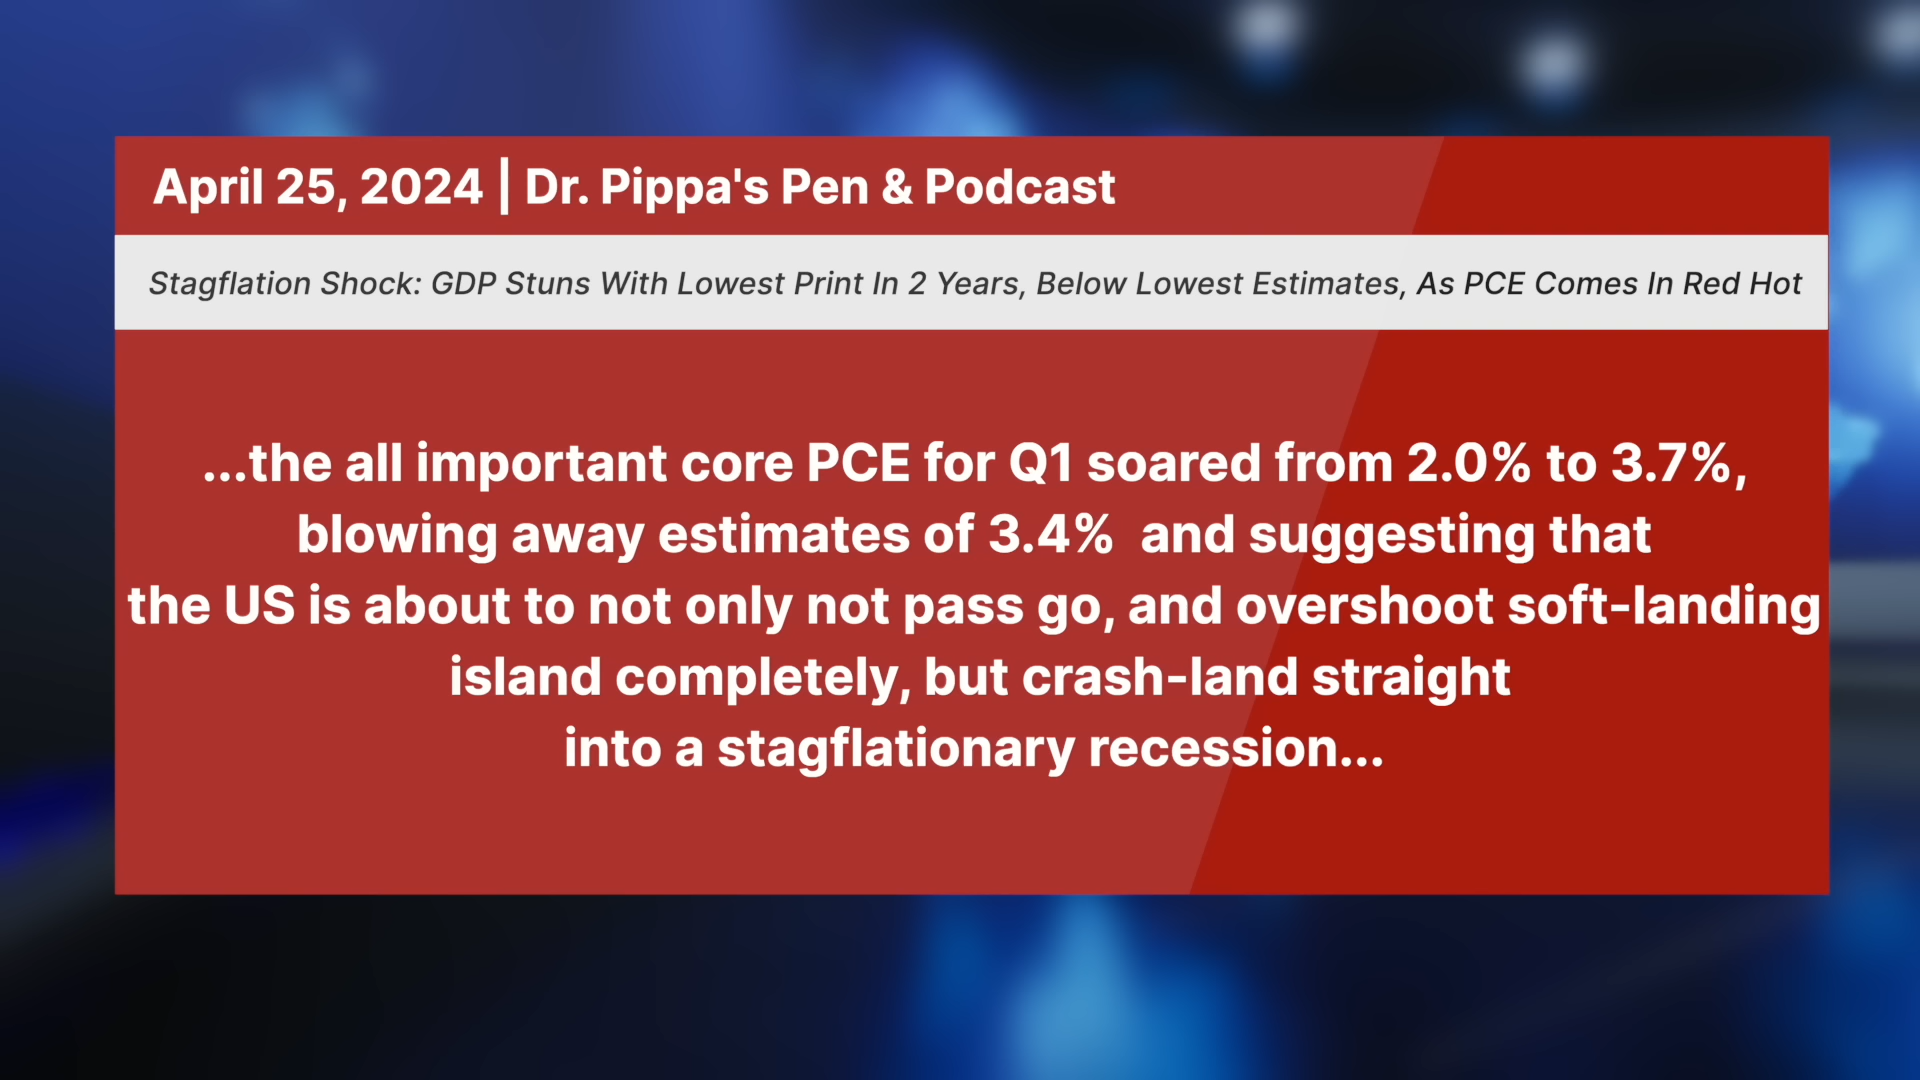 April 25, 2024 | Dr. Pippa's Pen & Podcast
Stagflation Shock: GDP Stuns With Lowest Print In 2 Years, Below Lowest Estimates, As PCE Comes In Red Hot
...the all important core PCE for Q1 soared from 2.0% to 3.7%,
blowing away estimates of 3.4%  and suggesting that
the US is about to not only not pass go, and overshoot soft-landing
island completely, but crash-land straight
into a stagflationary recession...